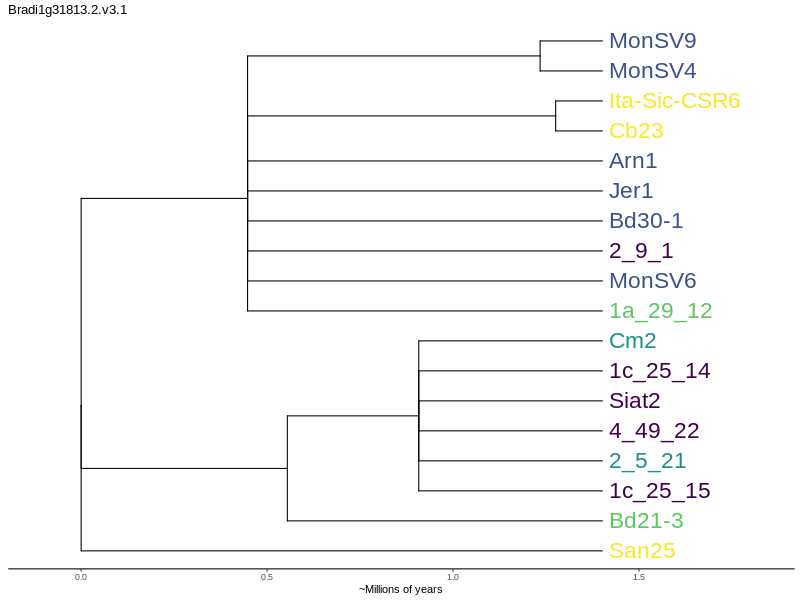 Bradi1g31813.2.v3.1
MonSV9
MonSV4
Ita-Sic-CSR6
Cb23
Arn1
Jer1
Bd30-1
2_9_1
MonSV6
1a_29_12
Cm2
1c_25_14
Siat2
4_49_22
2_5_21
1c_25_15
Bd21-3
San25
0.0 0.5 1.0 1.5
~Millions of years